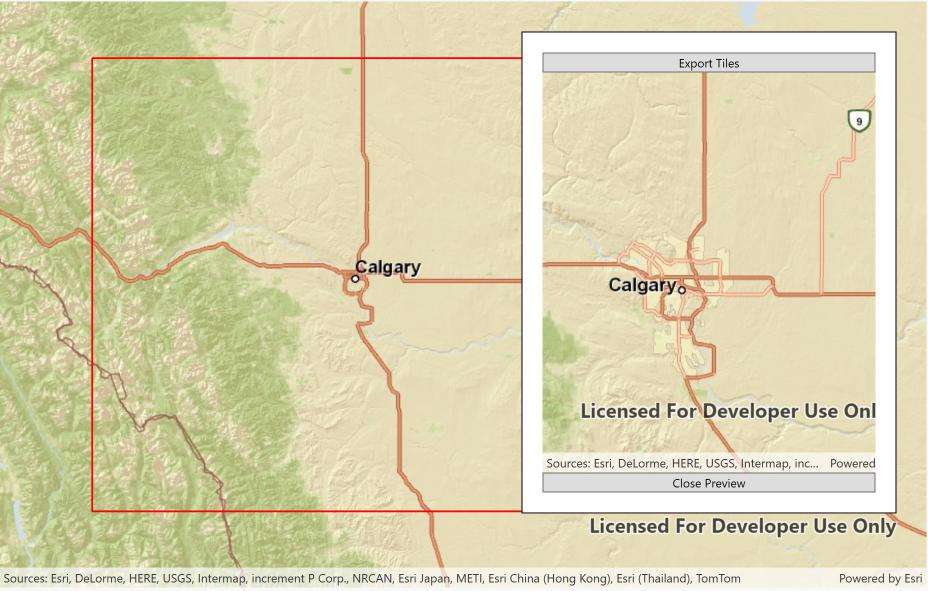 Export Tiles
9
Calgary
Calgary
Licensed For Developer Use Onl
Sources: Esri, DeLorme, HERE, USGS, Intermap, inc... Powered
Close Preview
Licensed For Developer Use Only
Sources: Esri, DeLorme, HERE, USGS, Intermap, increment P Corp., NRCAN, Esri Japan, METI, Esri China (Hong Kong), Esri (Thailand), TomTom Powered by Esri